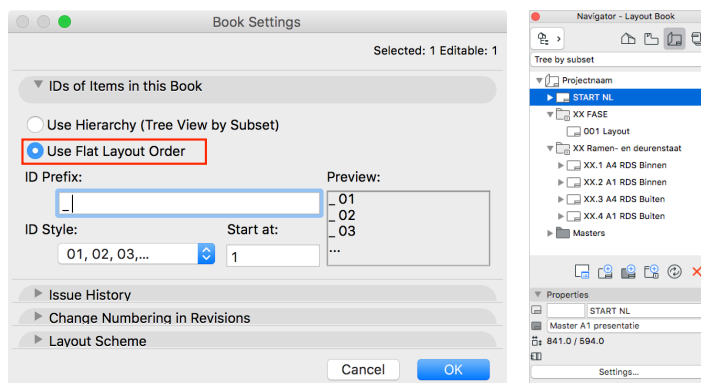 Book Settings
Selected: 1 Editable: 1
IDs of Items in this Book
Use Hierarchy (Tree View by Subset)
Use Flat Layout Order
ID Prefix:
_
Preview:
_ 01
_ 02
_ 03
...
ID Style:
Start at:
01, 02, 03,...
1
Issue History
Change Numbering in Revisions
Layout Scheme
Cancel
OK
Navigator - Layout Book
Tree by subset
Projectnaam
START NL
XX FASE
001 Layout
XX Ramen- en deurenstaat
XX.1 A4 RDS Binnen
XX.2 A1 RDS Binnen
XX.3 A4 RDS Buiten
XX.4 A1 RDS Buiten
Masters
Properties
START NL
Master A1 presentatie
841.0 / 594.0
Settings...